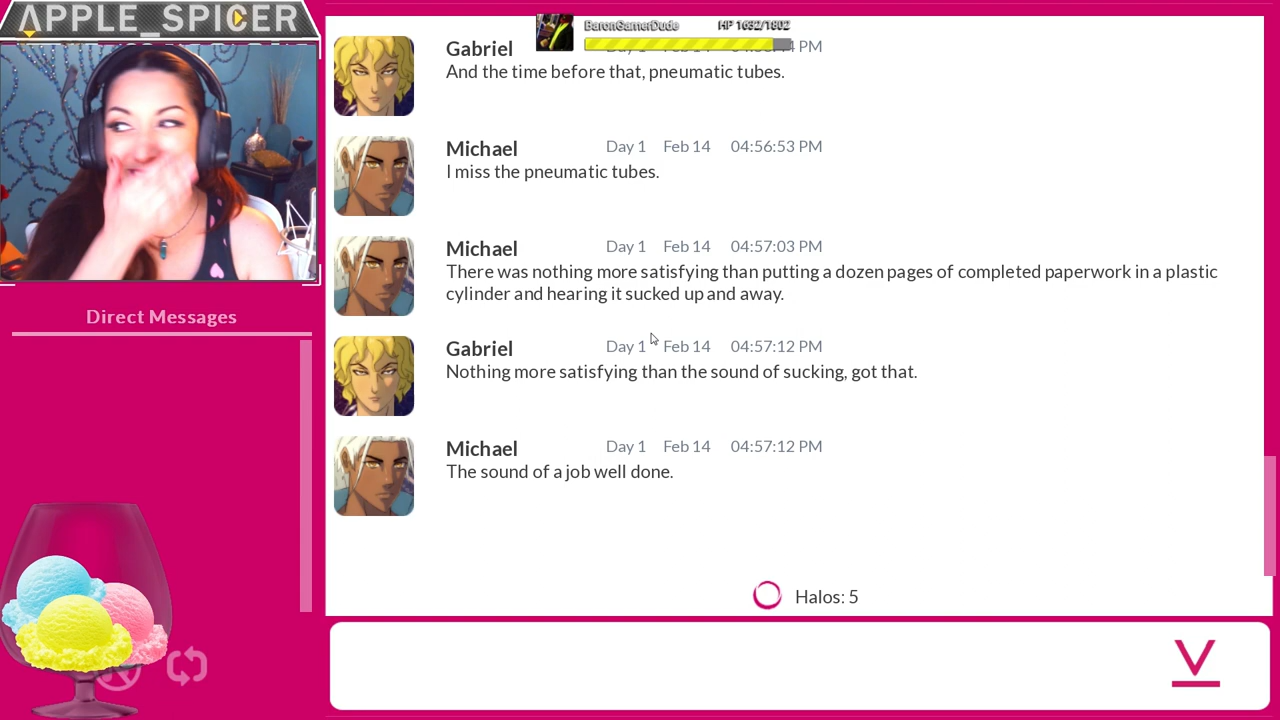 APPLE_SPICER
BaronGamerDude HP 1632/1802
Gabriel
And the time before that, pneumatic tubes.
Michael Day 1 Feb 14 04:56:53 PM
I miss the pneumatic tubes.
Michael Day 1 Feb 14 04:57:03 PM
There was nothing more satisfying than putting a dozen pages of completed paperwork in a plastic
cylinder and hearing it sucked up and away.
Direct Messages
Gabriel Day 1 Feb 14 04:57:12 PM
Nothing more satisfying than the sound of sucking, got that.
Michael Day 1 Feb 14 04:57:12 PM
The sound of a job well done.
Halos: 5